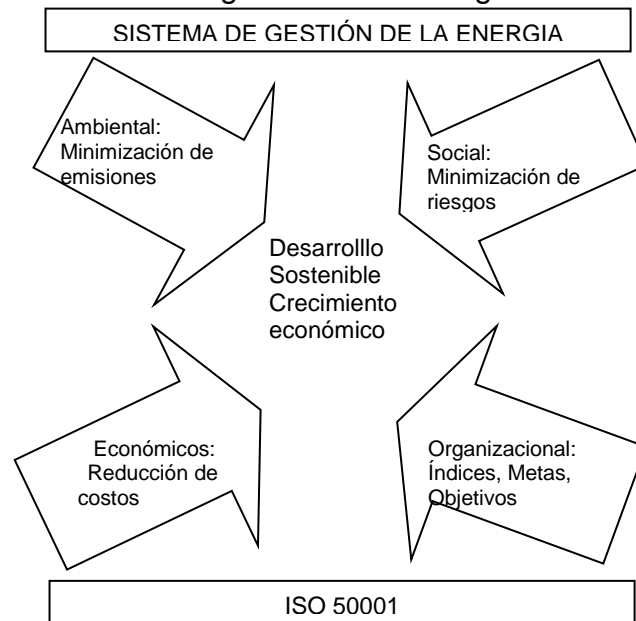 SISTEMA DE GESTIÓN DE LA ENERGIA
Ambiental:
Minimización de
emisiones
Social:
Minimización de
riesgos
Desarrolllo
Sostenible
Crecimiento
económico
Económicos:
Reducción de
costos
Organizacional:
Índices, Metas,
Objetivos
ISO 50001